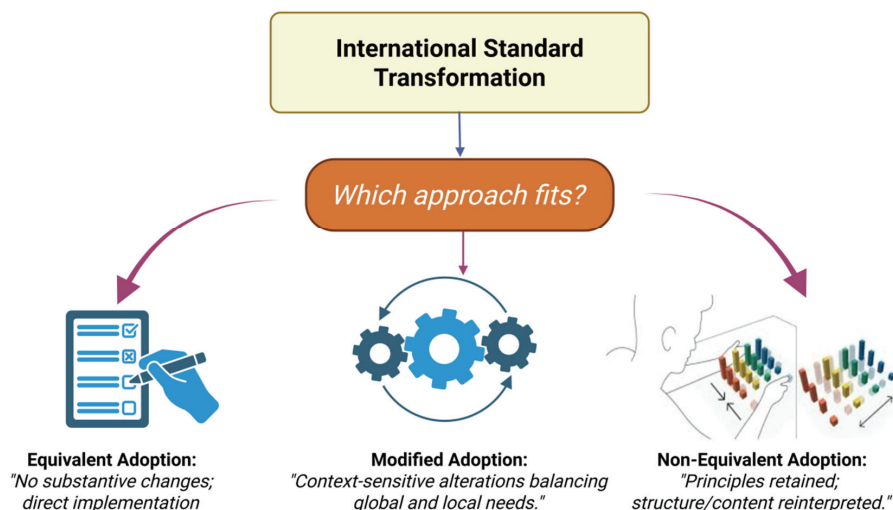 International Standard
Transformation
Which approach fits?
Equivalent Adoption:
"No substantive changes;
direct implementation
Modified Adoption:
"Context-sensitive alterations balancing
global and local needs."
Non-Equivalent Adoption:
"Principles retained;
structure/content reinterpreted."